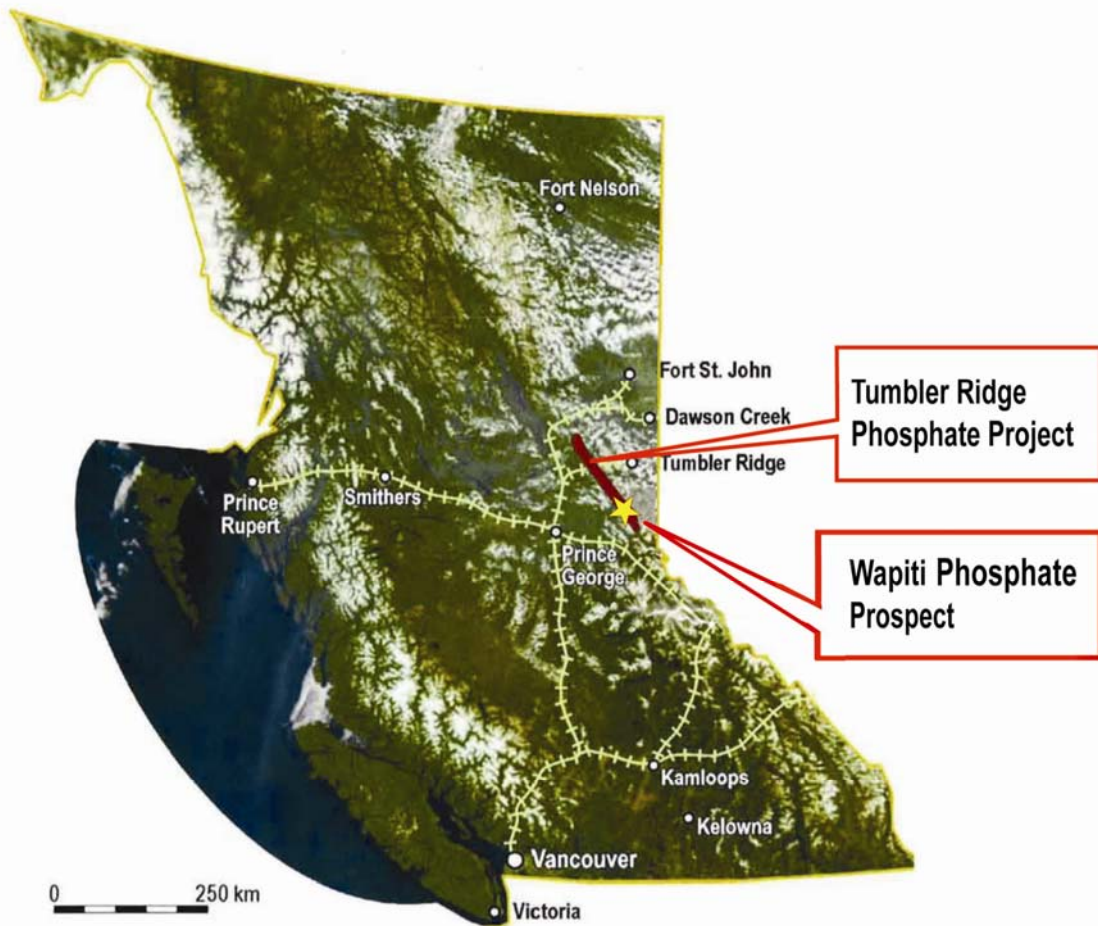 Fort Nelson
Fort St. John
Dawson Creek
Tumbler Ridge
Tumbler Ridge
Phosphate Project
Prince
Rupert
Smithers
Prince
George
Wapiti Phosphate
Prospect
Kamloops
Kelowna
Vancouver
0 250 km
Victoria